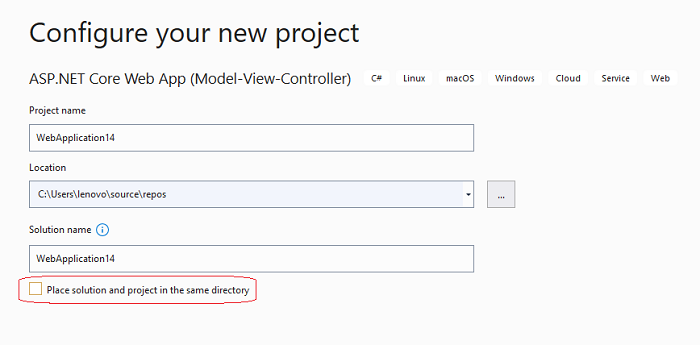 Configure your new project
ASP.NET Core Web App (Model-View-Controller) C# Linux macOS Windows Cloud Service Web
Project name
WebApplication14
Location
C:\Users\lenovo\source\repos
...
Solution name
WebApplication14
Place solution and project in the same directory